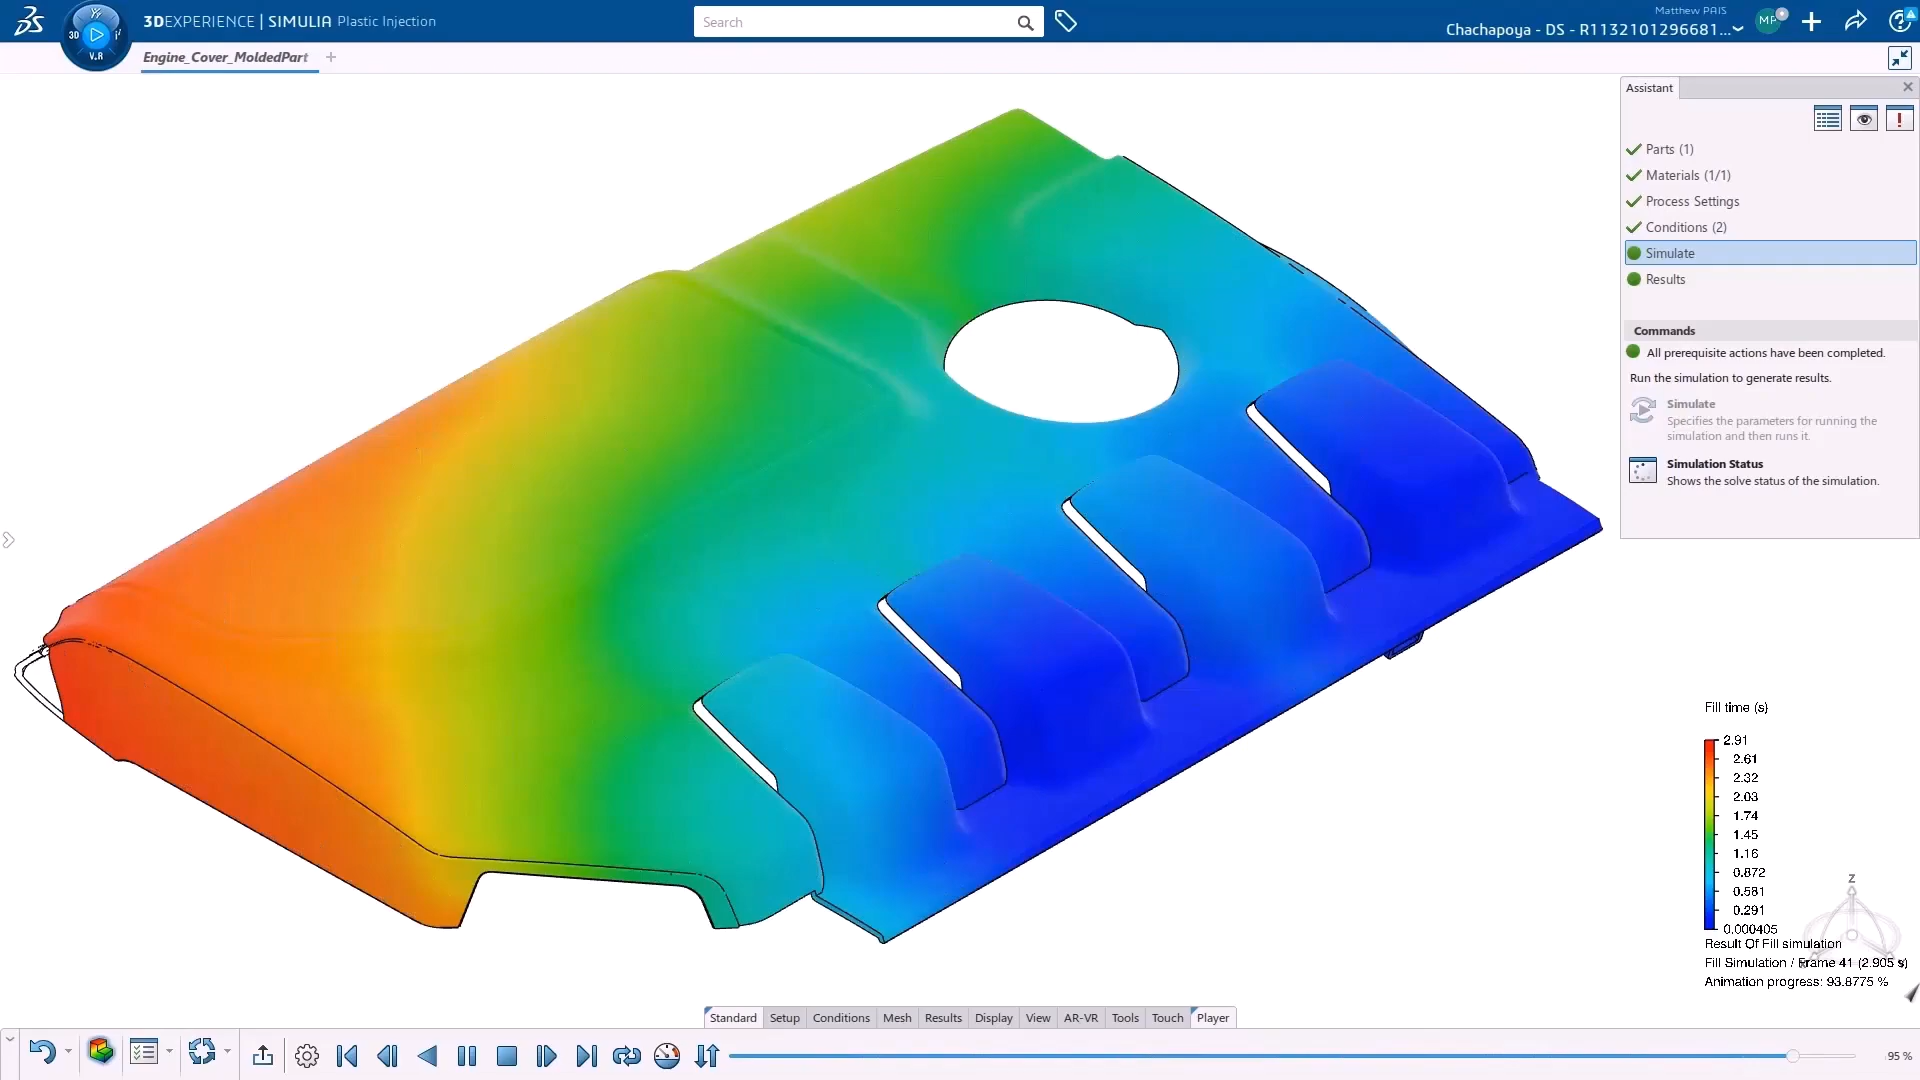 3DEXPERIENCE | SIMULIA Plastic Injection
3D
V.R
Search
Matthew PAIS
Chachapoya - DS - R1132101296681...
MP
Engine_Cover_MoldedPart
Assistant
Parts (1)
Materials (1/1)
Process Settings
Conditions (2)
Simulate
Results
Commands
All prerequisite actions have been completed.
Run the simulation to generate results.
Simulate
Specifies the parameters for running the
simulation and then runs it.
Simulation Status
Shows the solve status of the simulation.
Fill time (s)
2.91
2.61
2.32
2.03
1.74
1.45
1.16
0.872
0.581
0.291
0.000405
Z
Result Of Fill simulation
Fill Simulation / Frame 41 (2.905 s)
Animation progress: 93.8775 %
Standard Setup Conditions Mesh Results Display View AR-VR Tools Touch Player
95 %